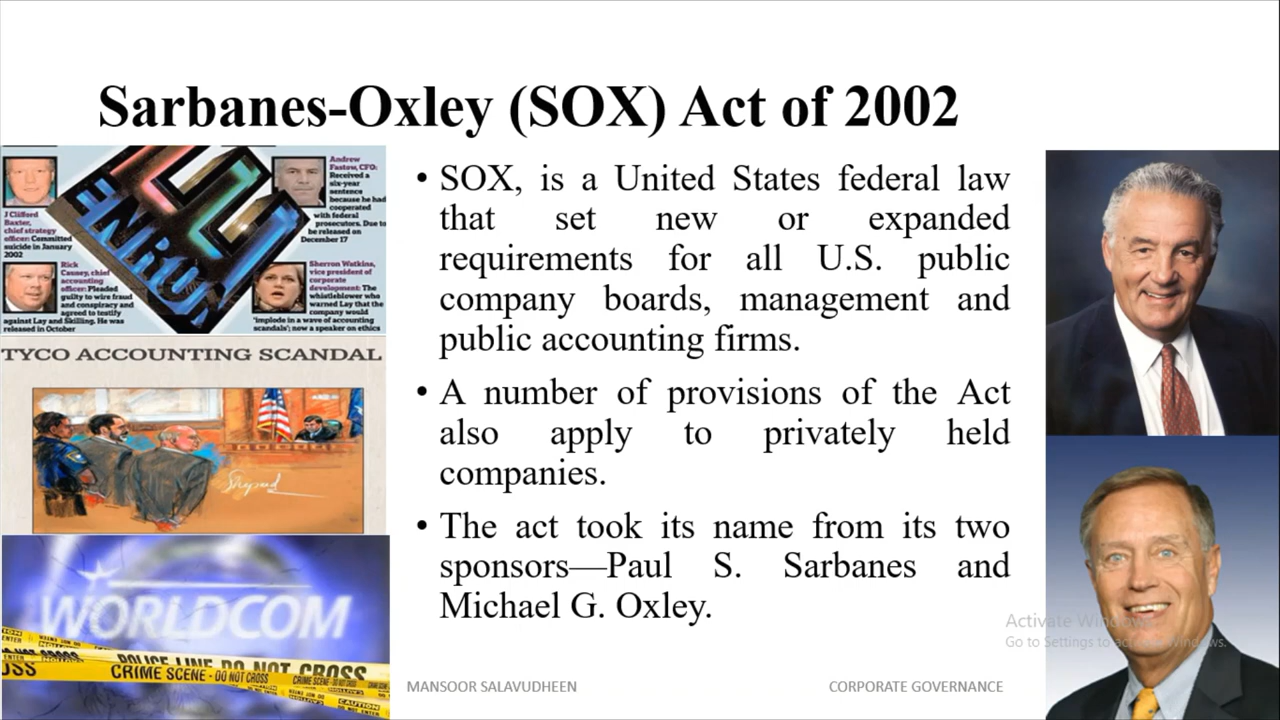 Sarbanes-Oxley (SOX) Act of 2002
Andrew
Fastow, CFO:
Received a
six-year
sentence
because he had
cooperated
with federal
prosecutors. Due to
be released on
December 17
J Clifford
Baxter,
chief strategy
officer: Committed
suicide in January
2002
ENRON
Rick
Causey, chief
accounting
officer: Pleaded
guilty to wire fraud
and conspiracy and
agreed to testify
against Lay and Skilling. He was
released in October
Sherron Watkins,
vice president of
corporate
development: The
whistleblower who
warned Lay that the
company would
'implode in a wave of accounting
scandals'; now a speaker on ethics
TYCO ACCOUNTING SCANDAL
WORLDCOM
POLICE LINE DO NOT CROSS
CRIME SCENE - DO NOT CROSS
CAUTION
• SOX, is a United States federal law
that set new or expanded
requirements for all U.S. public
company boards, management and
public accounting firms.
• A number of provisions of the Act
also apply to privately held
companies.
• The act took its name from its two
sponsors—Paul S. Sarbanes and
Michael G. Oxley.
Activate Windows
Go to Settings to activate Windows.
MANSOOR SALAVUDHEEN
CORPORATE GOVERNANCE